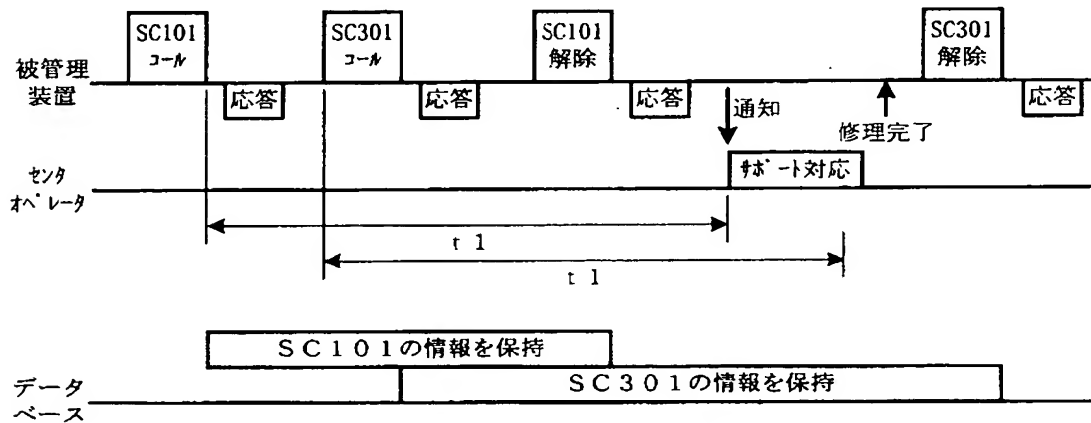 SC101
コール
SC301
コール
SC101
解除
SC301
解除
被管理
装置
応答
応答
応答
通知
修理完了
応答
センタ
オペレータ
サポート対応
t1
t1
SC101の情報を保持
SC301の情報を保持
データ
ベース